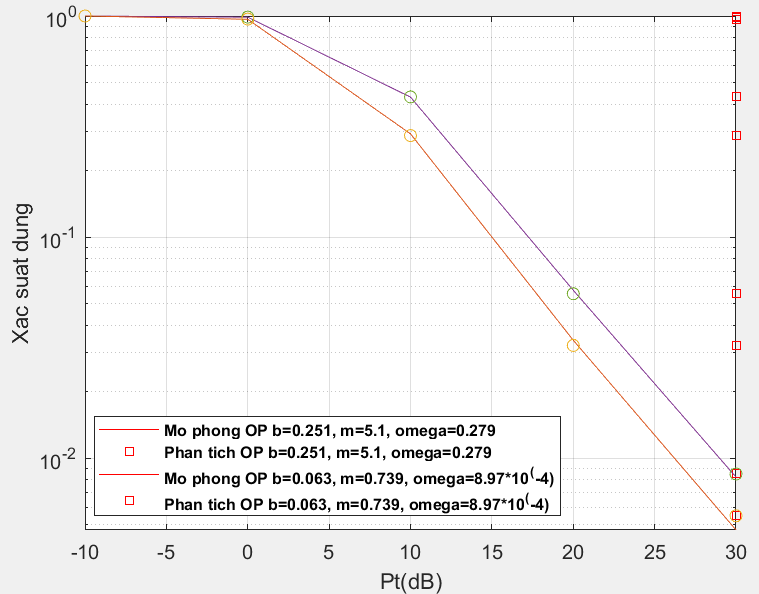 10^0
10^-1
10^-2
Xac suat dung
Mo phong OP b=0.251, m=5.1, omega=0.279
Phan tich OP b=0.251, m=5.1, omega=0.279
Mo phong OP b=0.063, m=0.739, omega=8.97*10^(-4)
Phan tich OP b=0.063, m=0.739, omega=8.97*10^(-4)
-10 -5 0 5 10 15 20 25 30
Pt(dB)